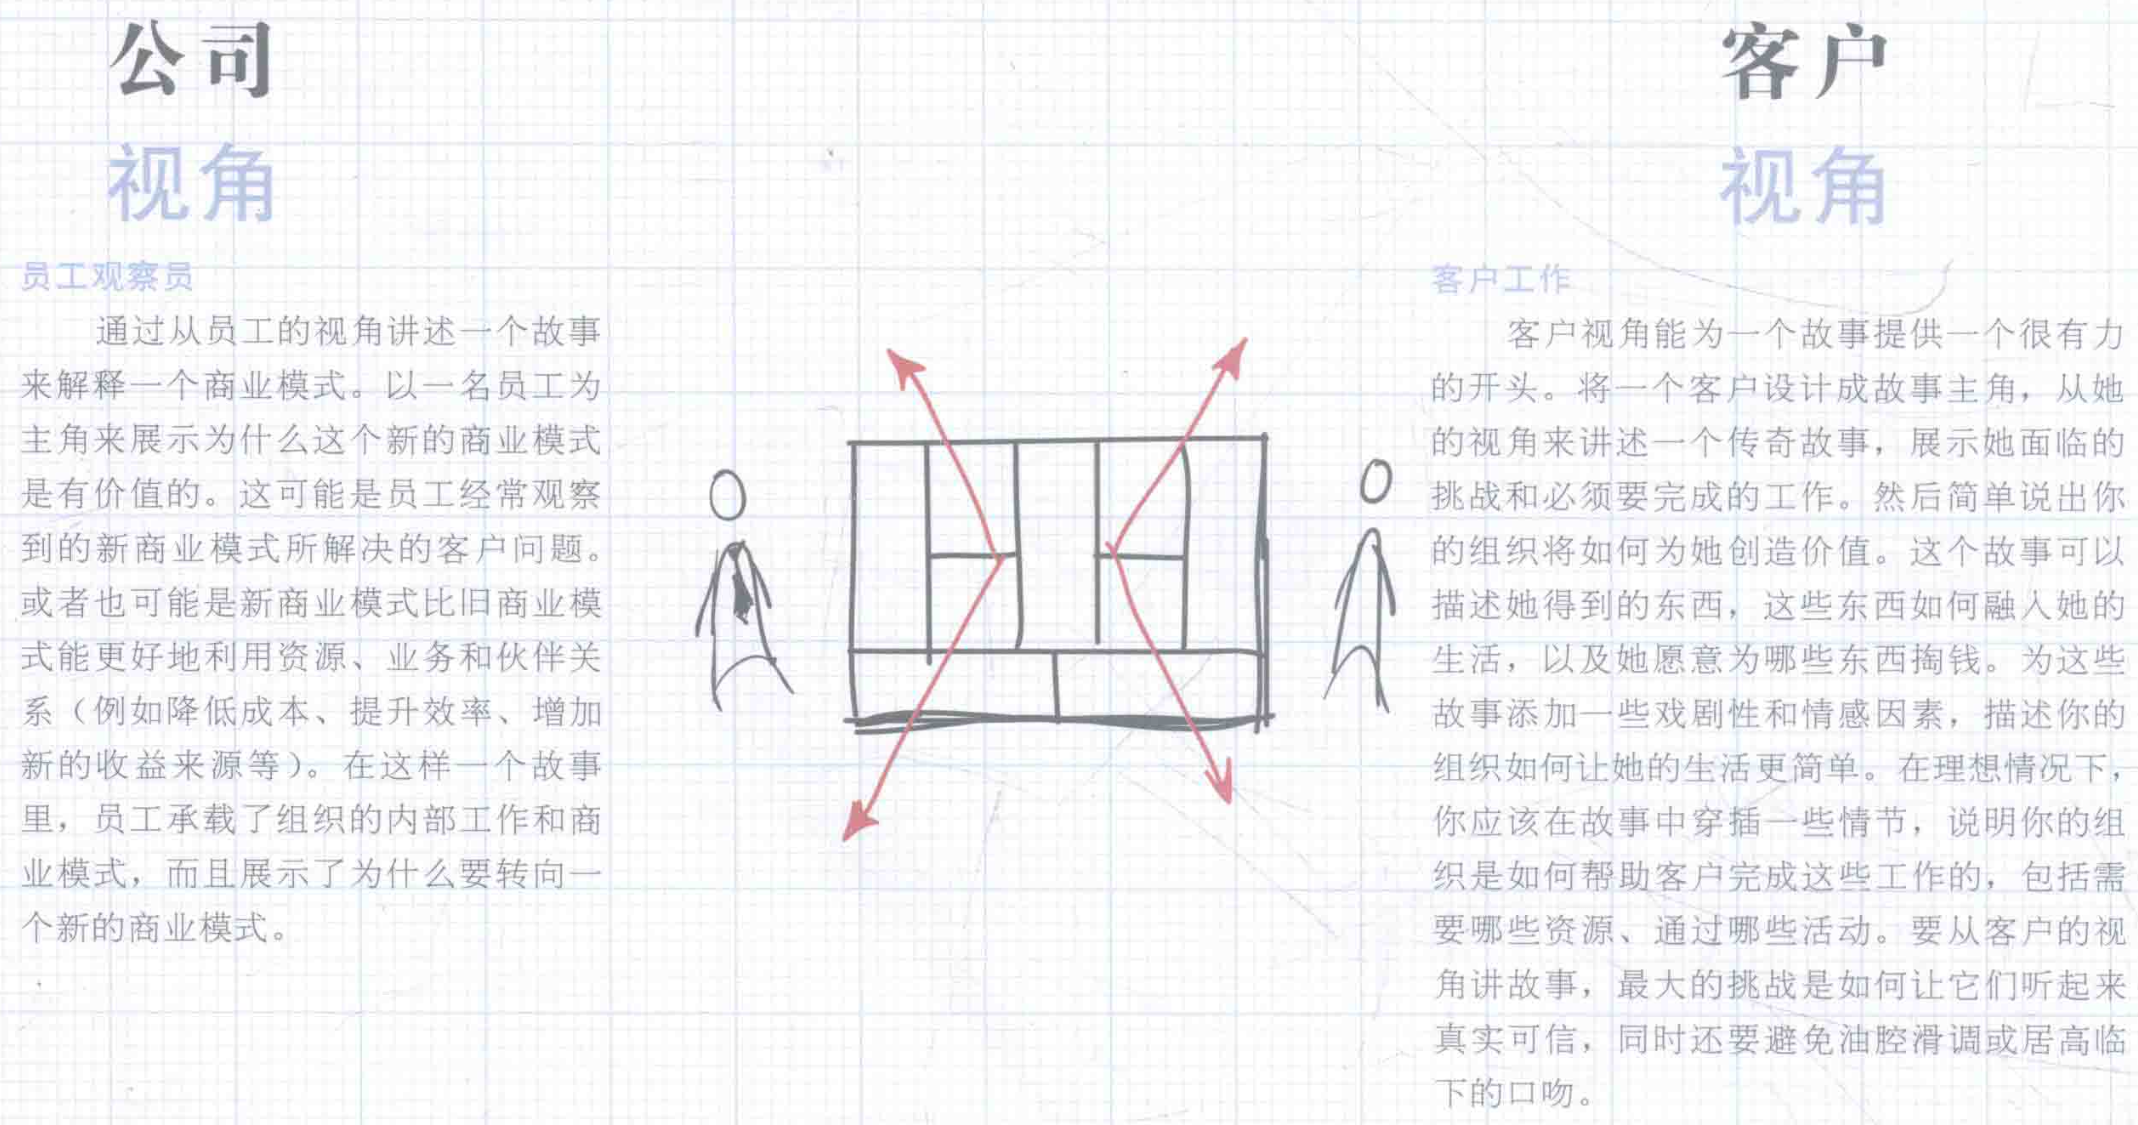 公司
视角
员工观察员
通过从员工的视角讲述一个故事
来解释一个商业模式。以一名员工为
主角来展示为什么这个新的商业模式
是有价值的。这可能是员工经常观察
到的新商业模式所解决的客户问题。
或者也可能是新商业模式比旧商业模
式能更好地利用资源、业务和伙伴关
系（例如降低成本、提升效率、增加
新的收益来源等）。在这样一个故事
里，员工承载了组织的内部工作和商
业模式，而且展示了为什么要转向一
个新的商业模式。
客户
视角
客户工作
客户视角能为一个故事提供一个很有力
的开头。将一个客户设计成故事主角，从她
的视角来讲述一个传奇故事，展示她面临的
挑战和必须要完成的工作。然后简单说出你
的组织将如何为她创造价值。这个故事可以
描述她得到的东西，这些东西如何融入她的
生活，以及她愿意为哪些东西掏钱。为这些
故事添加一些戏剧性和情感因素，描述你的
组织如何让她的生活更简单。在理想情况下，
你应该在故事中穿插一些情节，说明你的组
织是如何帮助客户完成这些工作的，包括需
要哪些资源、通过哪些活动。要从客户的视
角讲故事，最大的挑战是如何让它们听起来
真实可信，同时还要避免油腔滑调或居高临
下的口吻。